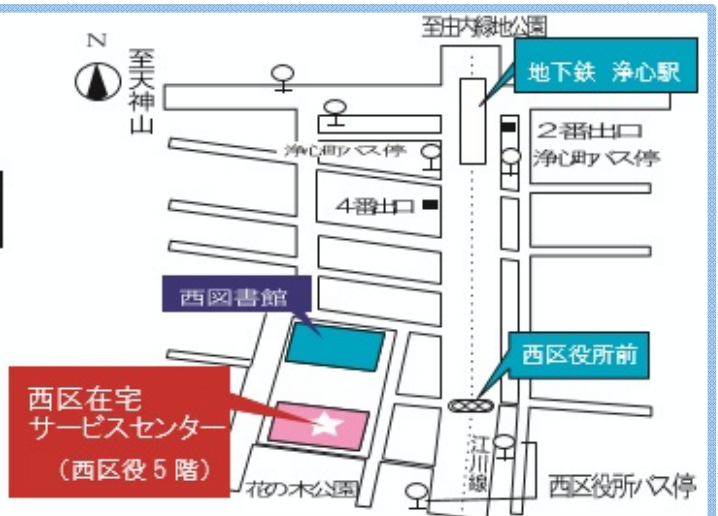 至庄内緑地公園
N
至天神山
地下鉄 浄心駅
2番出口
浄心町バス停
浄心町バス停
4番出口
西図書館
西区役所前
西区在宅
サービスセンター
（西区役５階）
江川線
花の木公園
西区役所バス停